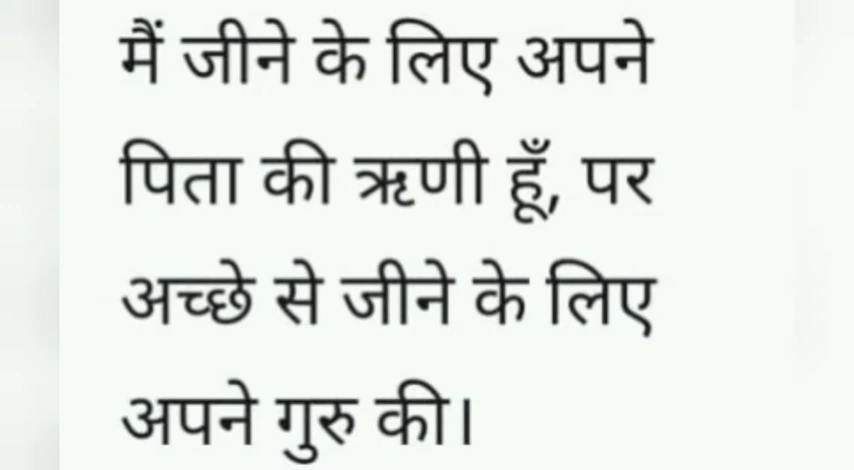 मैं जीने के लिए अपने
पिता की ऋणी हूँ, पर
अच्छे से जीने के लिए
अपने गुरु की।